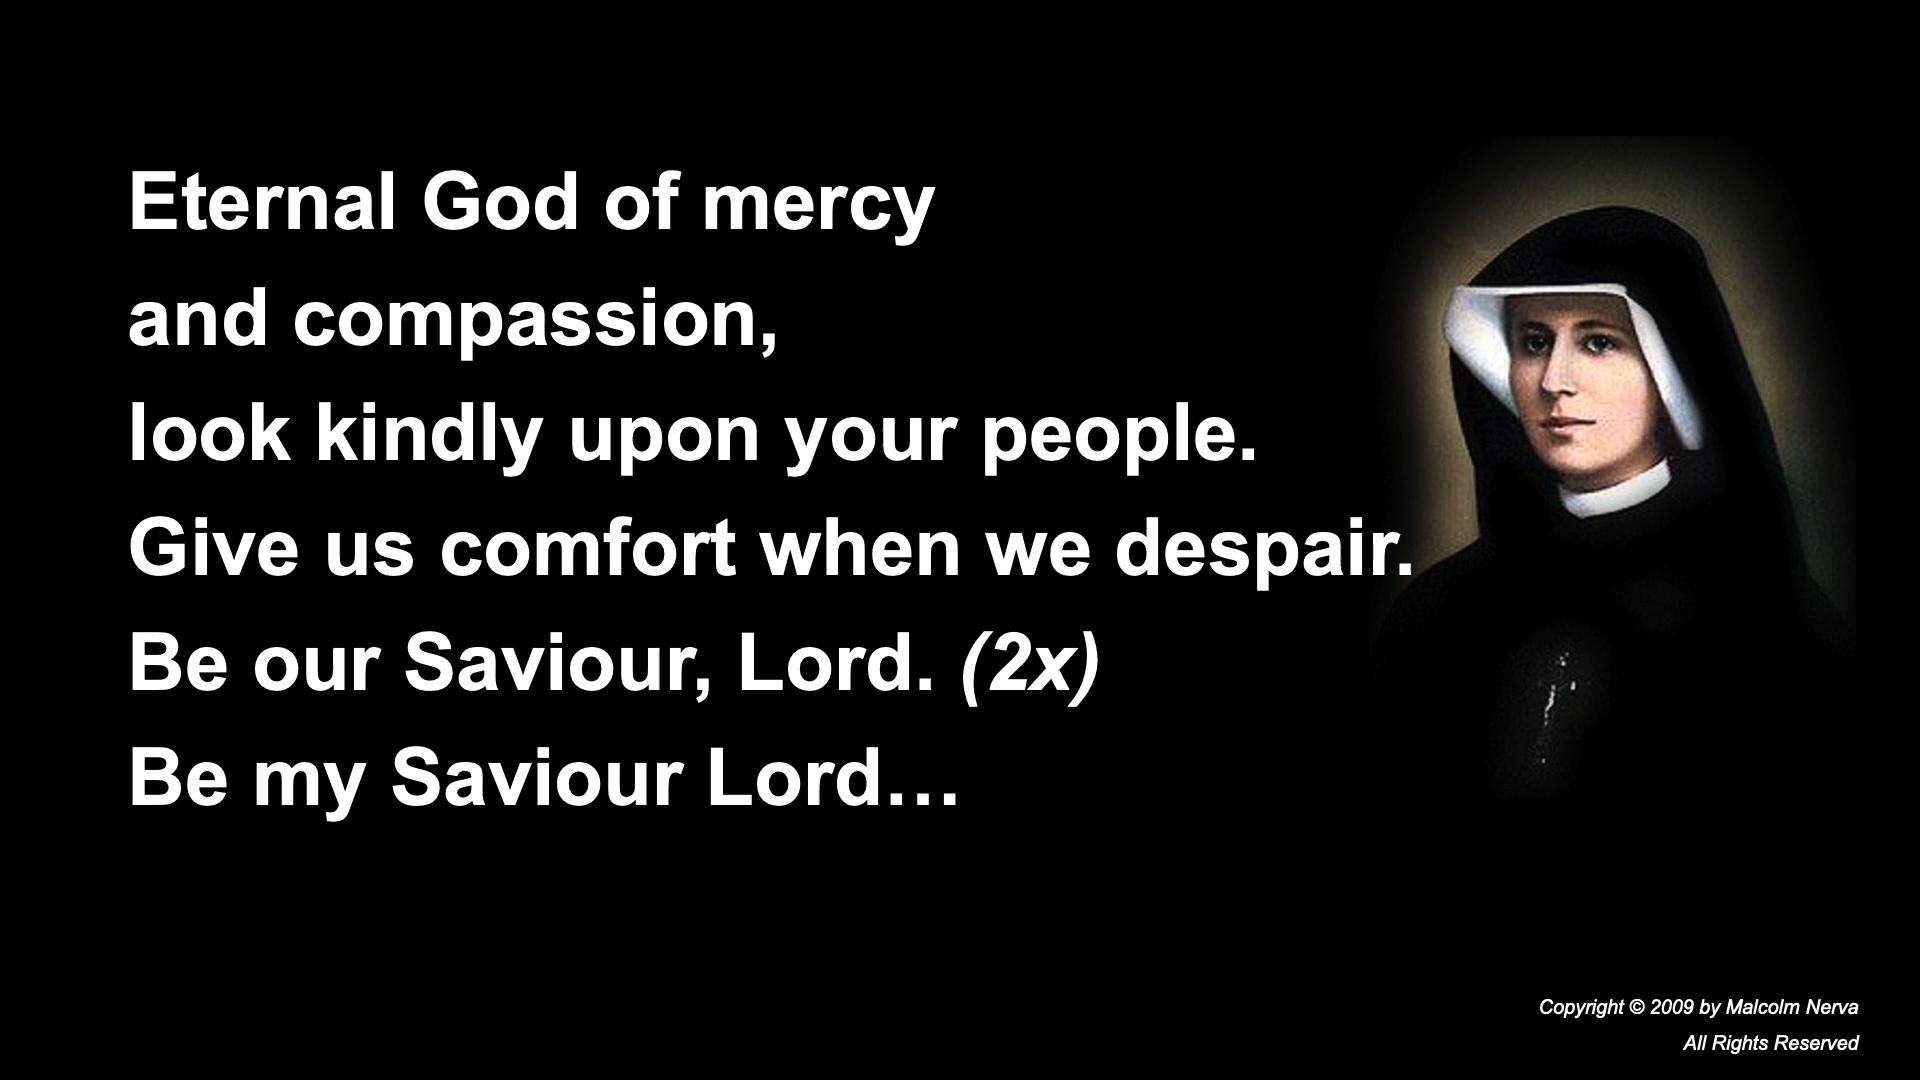 Eternal God of mercy
and compassion,
look kindly upon your people.
Give us comfort when we despair.
Be our Saviour, Lord. (2x)
Be my Saviour Lord…
Copyright © 2009 by Malcolm Nerva
All Rights Reserved